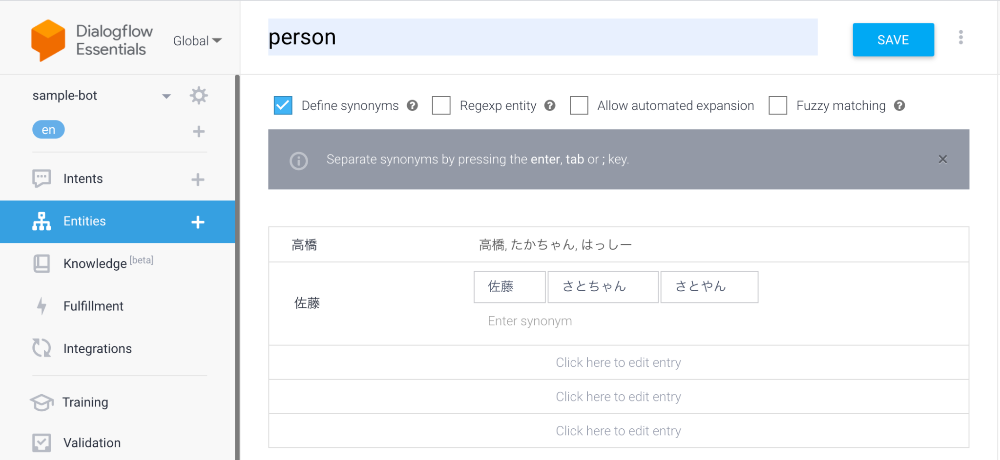 Dialogflow
Essentials
Global
sample-bot
en
Intents
Entities
Knowledge [beta]
Fulfillment
Integrations
Training
Validation
person
SAVE
Define synonyms
Regexp entity
Allow automated expansion
Fuzzy matching
Separate synonyms by pressing the enter, tab or ; key.
高橋 高橋, たかちゃん, はっしー
佐藤 佐藤 さとちゃん さとやん
Enter synonym
Click here to edit entry
Click here to edit entry
Click here to edit entry